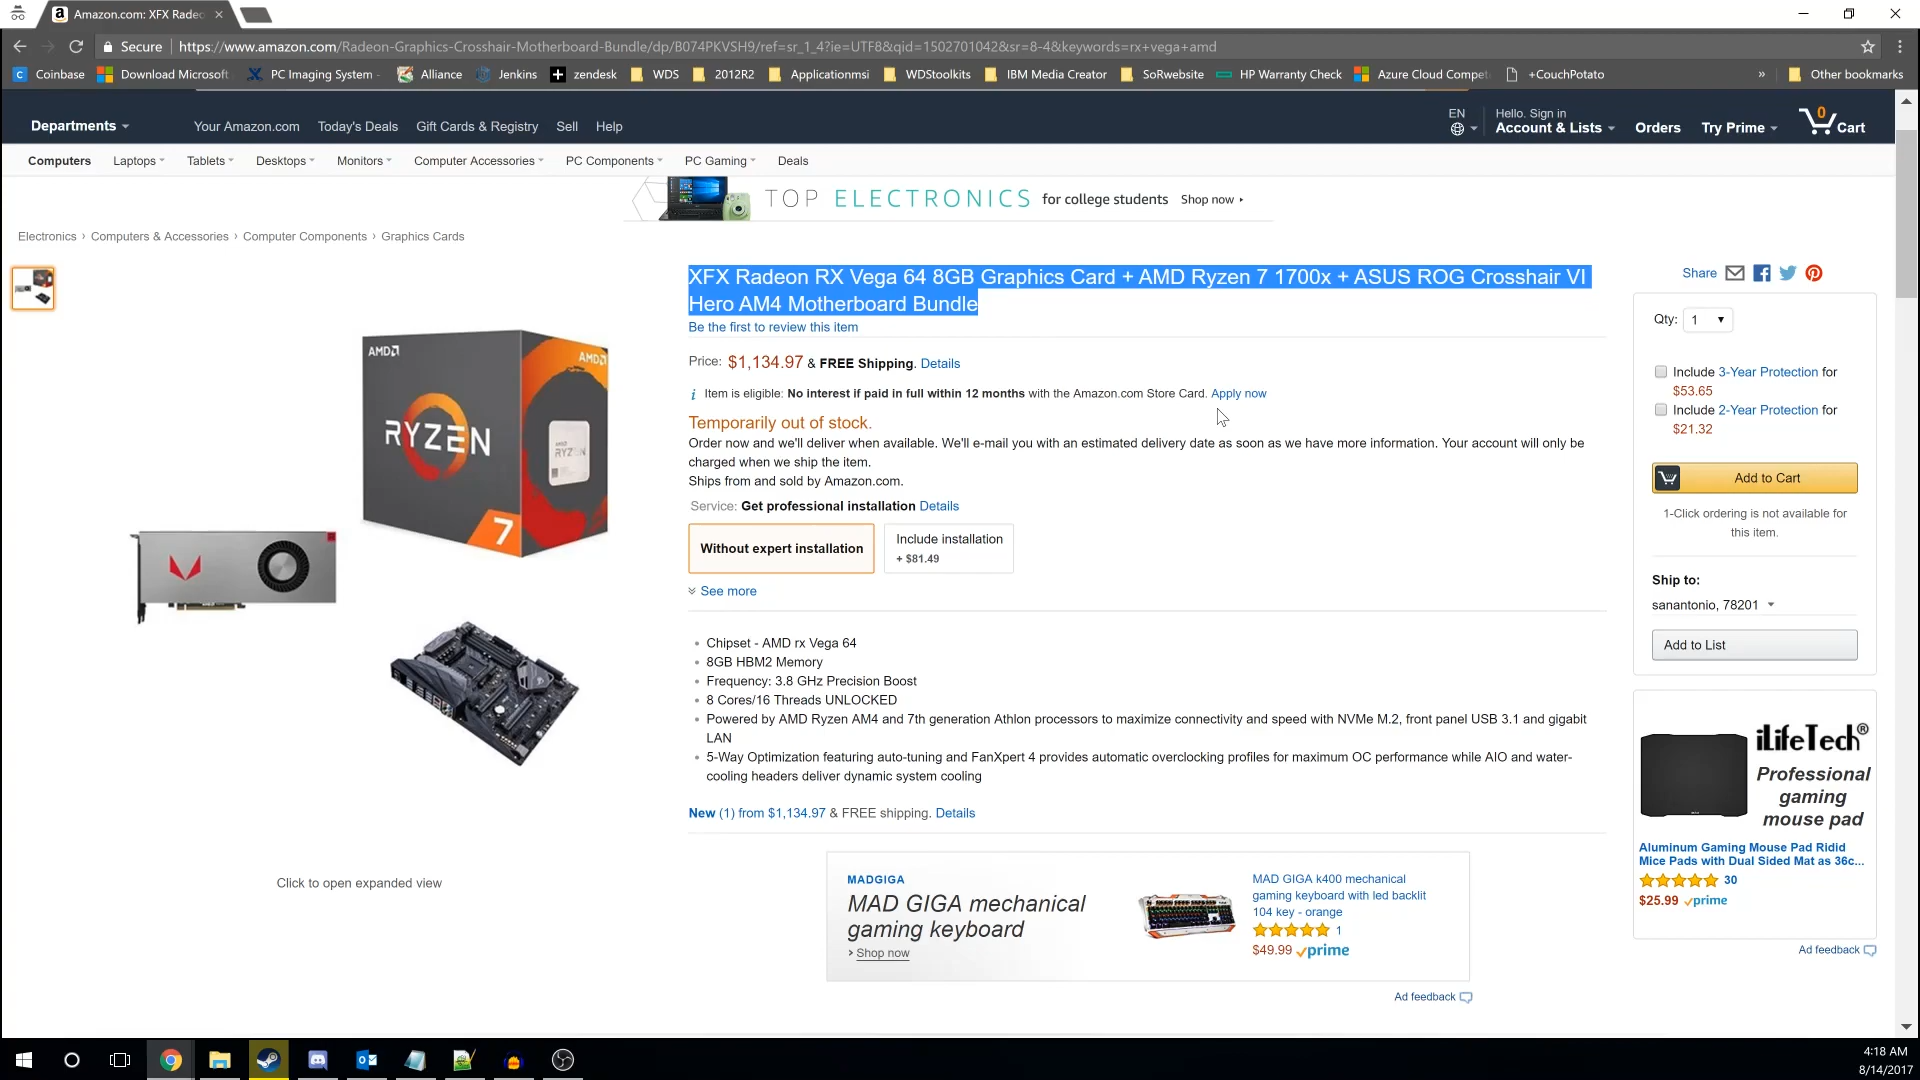 Amazon.com: XFX Radeo
Secure
https://www.amazon.com/Radeon-Graphics-Crosshair-Motherboard-Bundle/dp/B074PKVSH9/ref=sr_1_4?ie=UTF8&qid=1502701042&sr=8-4&keywords=rx+vega+amd
Coinbase Download Microsoft PC Imaging System - Alliance Jenkins zendesk WDS 2012R2 Applicationmsi WDStoolkits IBM Media Creator SoRwebsite HP Warranty Check Azure Cloud Compet +CouchPotato » Other bookmarks
Departments Your Amazon.com Today's Deals Gift Cards & Registry Sell Help
EN
Hello. Sign in
Account & Lists Orders Try Prime 0 Cart
Computers Laptops Tablets Desktops Monitors Computer Accessories PC Components PC Gaming Deals
TOP ELECTRONICS for college students Shop now ▸
Electronics › Computers & Accessories › Computer Components › Graphics Cards
XFX Radeon RX Vega 64 8GB Graphics Card + AMD Ryzen 7 1700x + ASUS ROG Crosshair VI
Hero AM4 Motherboard Bundle
Be the first to review this item
Price: $1,134.97 & FREE Shipping. Details
Item is eligible: No interest if paid in full within 12 months with the Amazon.com Store Card. Apply now
Temporarily out of stock.
Order now and we'll deliver when available. We'll e-mail you with an estimated delivery date as soon as we have more information. Your account will only be
charged when we ship the item.
Ships from and sold by Amazon.com.
Service: Get professional installation Details
Without expert installation
Include installation
+ $81.49
See more
• Chipset - AMD rx Vega 64
• 8GB HBM2 Memory
• Frequency: 3.8 GHz Precision Boost
• 8 Cores/16 Threads UNLOCKED
• Powered by AMD Ryzen AM4 and 7th generation Athlon processors to maximize connectivity and speed with NVMe M.2, front panel USB 3.1 and gigabit
LAN
• 5-Way Optimization featuring auto-tuning and FanXpert 4 provides automatic overclocking profiles for maximum OC performance while AIO and water-
cooling headers deliver dynamic system cooling
New (1) from $1,134.97 & FREE shipping. Details
AMD
AMD
RYZEN
RYZEN
7
Click to open expanded view
MADGIGA
MAD GIGA mechanical
gaming keyboard
› Shop now
MAD GIGA k400 mechanical
gaming keyboard with led backlit
104 key - orange
1
$49.99 prime
Ad feedback
Share
Qty: 1
Include 3-Year Protection for
$53.65
Include 2-Year Protection for
$21.32
Add to Cart
1-Click ordering is not available for
this item.
Ship to:
sanantonio, 78201
Add to List
iLifeTech®
Professional
gaming
mouse pad
Aluminum Gaming Mouse Pad Ridid
Mice Pads with Dual Sided Mat as 36c...
30
$25.99 prime
Ad feedback
4:18 AM
8/14/2017